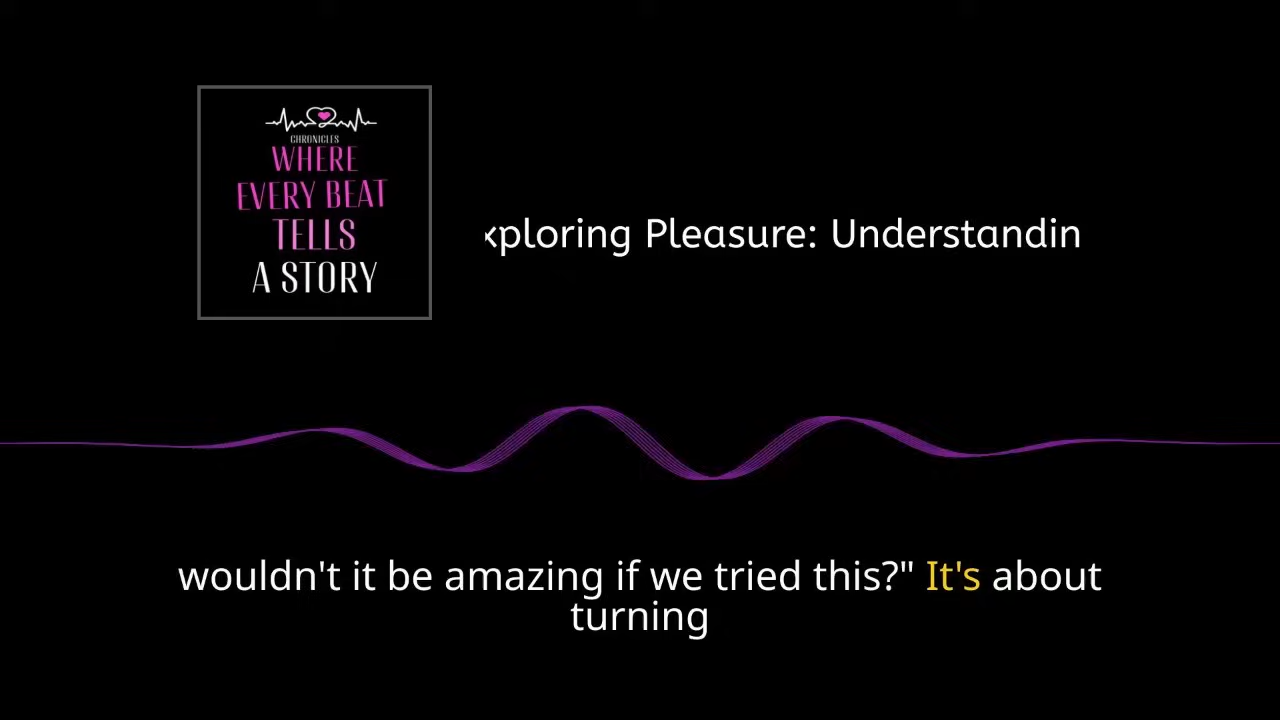 CHRONICLES
WHERE
EVERY BEAT
TELLS
A STORY
xploring Pleasure: Understandin
wouldn't it be amazing if we tried this?" It's about
turning